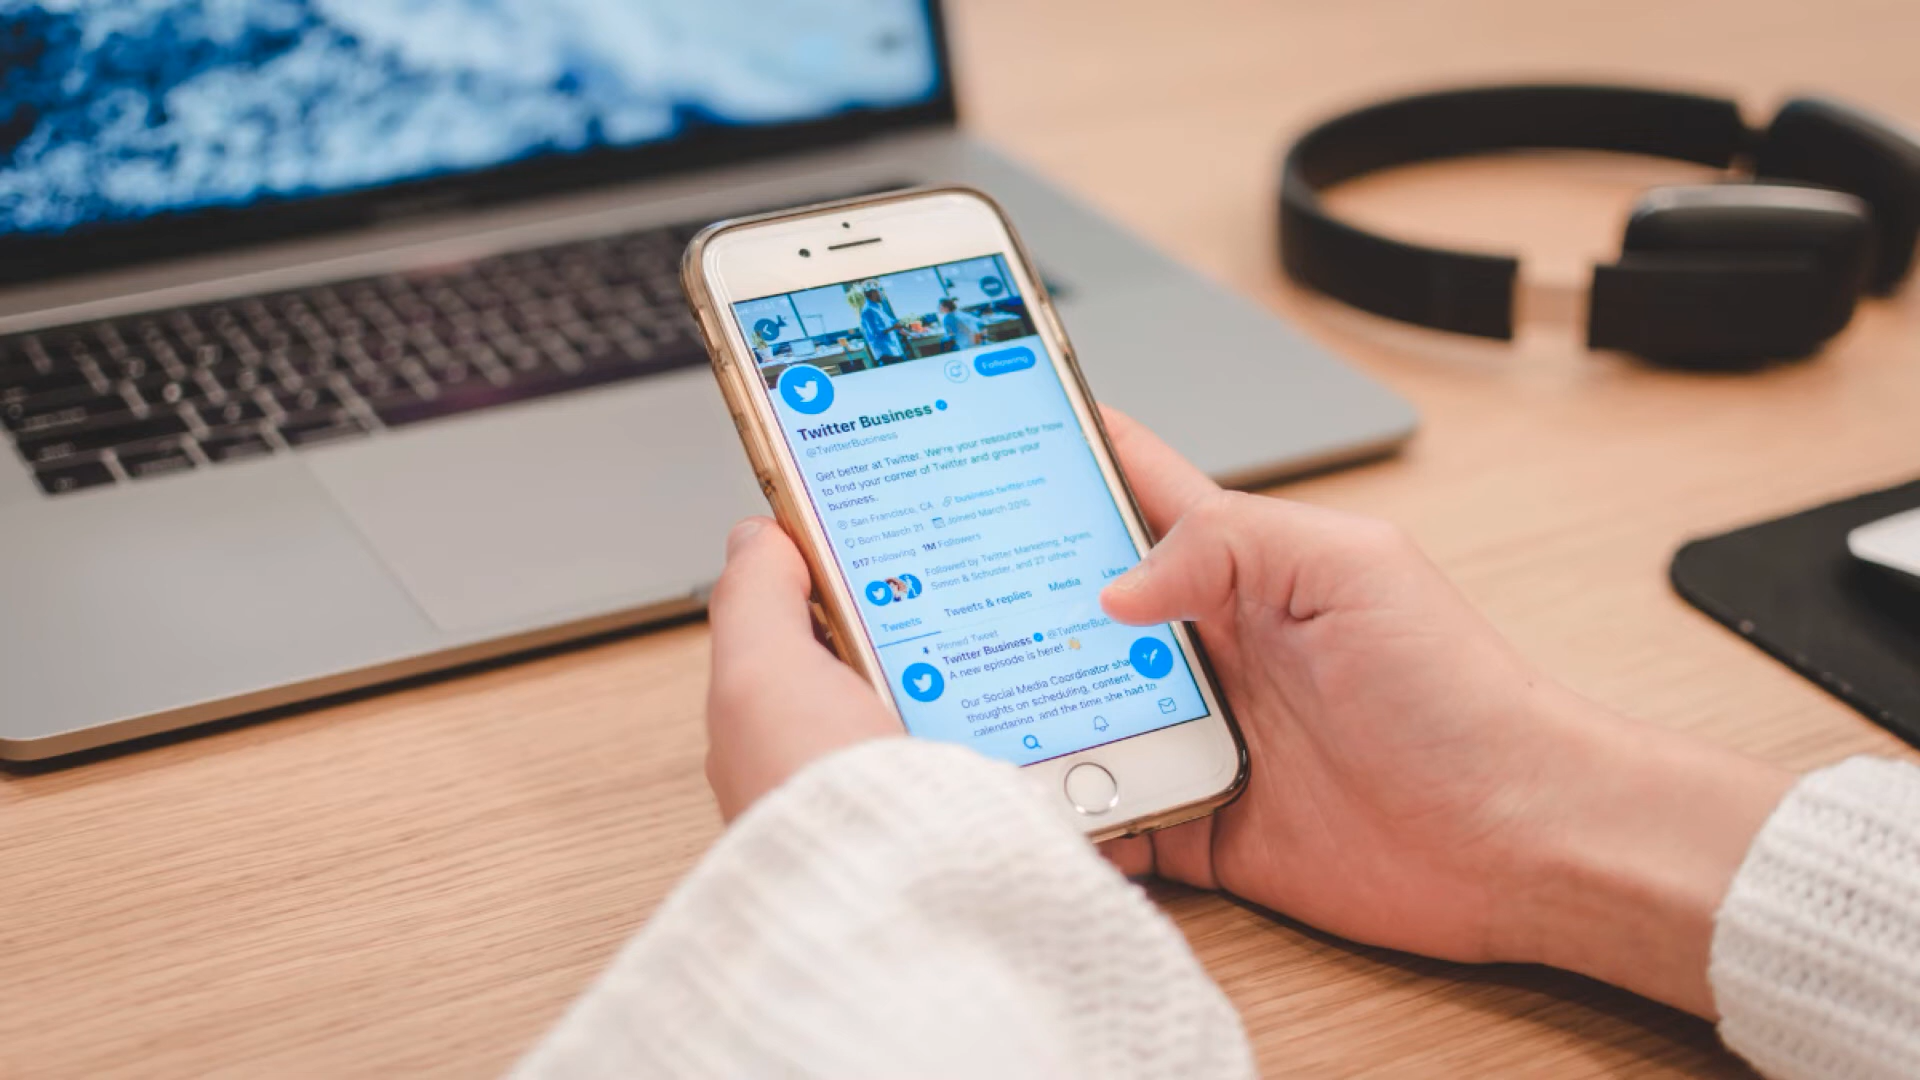 Following
Twitter Business
@TwitterBusiness
Get better at Twitter. We're your resource for how
to find your corner of Twitter and grow your
business.
San Francisco, CA business.twitter.com
Born March 21 Joined March 2010
517 Following 1M Followers
Followed by Twitter Marketing, Agnes
Simon & Schuster, and 27 others
Tweets Tweets & replies Media Likes
Pinned Tweet
Twitter Business @TwitterBus
A new episode is here! 👋
Our Social Media Coordinator sha
thoughts on scheduling, content-
calendaring, and the time she had to